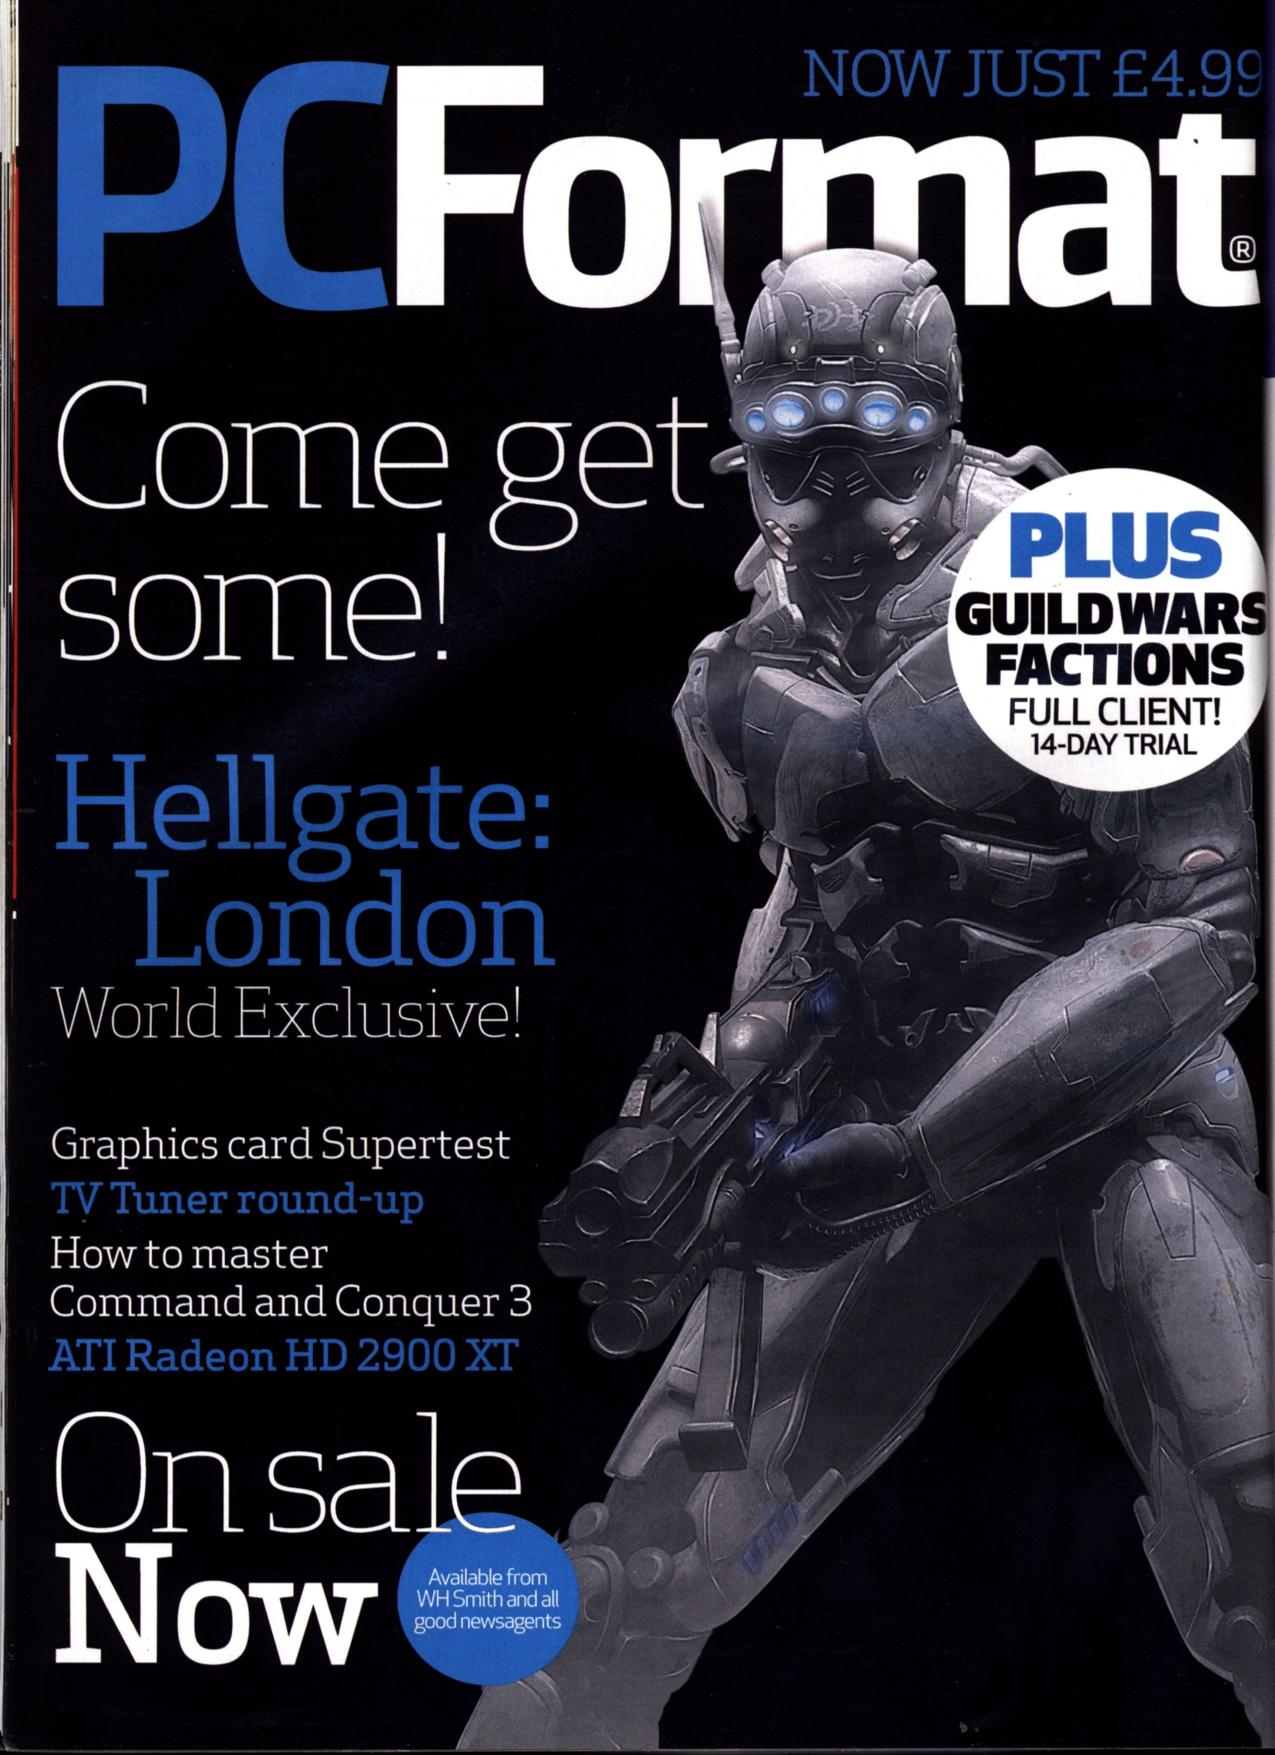 NOW JUST £4.99
PCFormat®
Come get
some!
PLUS
GUILD WARS
FACTIONS
FULL CLIENT!
14-DAY TRIAL
Hellgate:
London
World Exclusive!
Graphics card Supertest
TV Tuner round-up
How to master
Command and Conquer 3
ATI Radeon HD 2900 XT
On sale
Now
Available from
WH Smith and all
good newsagents